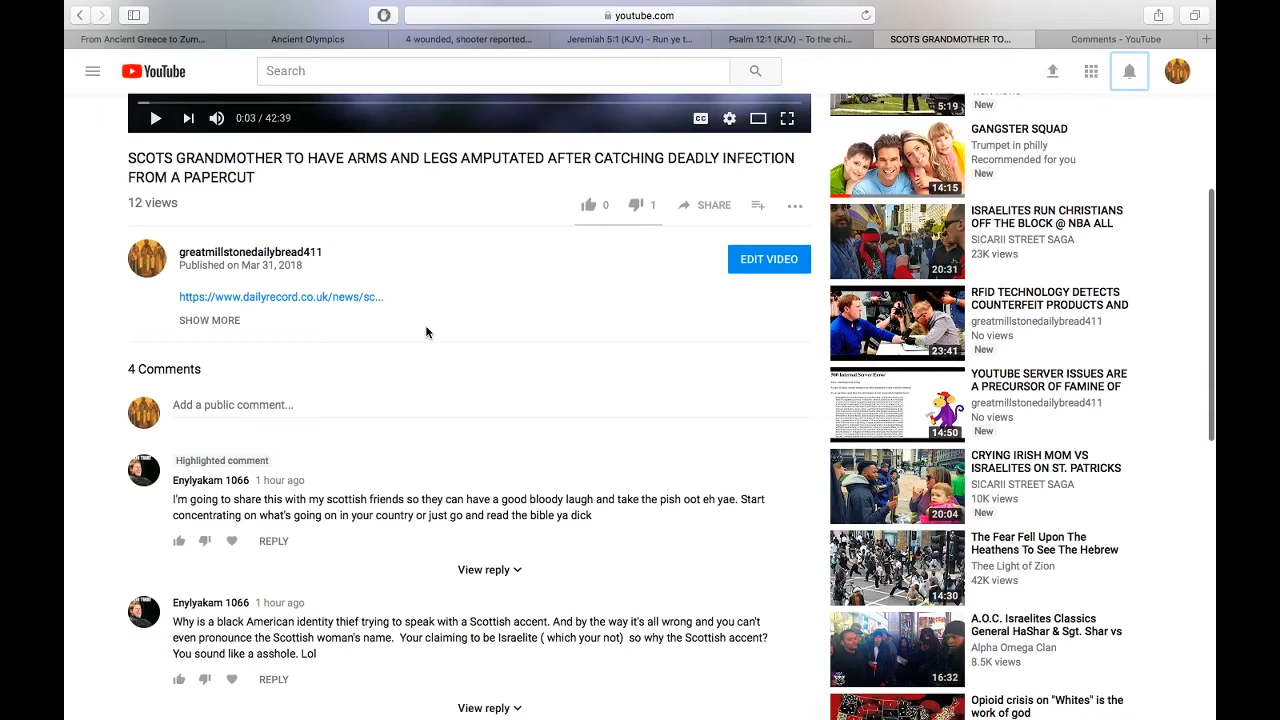 youtube.com
From Ancient Greece to Zum...
Ancient Olympics
4 wounded, shooter reported...
Jeremiah 5:1 (KJV) - Run ye t...
Psalm 12:1 (KJV) - To the chi...
SCOTS GRANDMOTHER TO...
Comments - YouTube
YouTube
Search
0:03 / 42:39
CC
SCOTS GRANDMOTHER TO HAVE ARMS AND LEGS AMPUTATED AFTER CATCHING DEADLY INFECTION
FROM A PAPERCUT
12 views
0
1
SHARE
greatmillstonedailybread411
Published on Mar 31, 2018
EDIT VIDEO
https://www.dailyrecord.co.uk/news/sc...
SHOW MORE
4 Comments
Add a public comment...
Highlighted comment
Enylyakam 1066 1 hour ago
I'm going to share this with my scottish friends so they can have a good bloody laugh and take the pish oot eh yae. Start
concentrating on whats going on in your country or just go and read the bible ya dick
REPLY
View reply
Enylyakam 1066 1 hour ago
Why is a black American identity thief trying to speak with a Scottish accent. And by the way it's all wrong and you can't
even pronounce the Scottish woman's name. Your claiming to be Israelite ( which your not) so why the Scottish accent?
You sound like a asshole. Lol
REPLY
View reply
5:19
New
GANGSTER SQUAD
Trumpet in philly
Recommended for you
New
14:15
ISRAELITES RUN CHRISTIANS
OFF THE BLOCK @ NBA ALL
SICARII STREET SAGA
23K views
20:31
RFID TECHNOLOGY DETECTS
COUNTERFEIT PRODUCTS AND
greatmillstonedailybread411
No views
New
23:41
500 Internal Server Error
YOUTUBE SERVER ISSUES ARE
A PRECURSOR OF FAMINE OF
greatmillstonedailybread411
No views
New
14:50
CRYING IRISH MOM VS
ISRAELITES ON ST. PATRICKS
SICARII STREET SAGA
10K views
New
20:04
The Fear Fell Upon The
Heathens To See The Hebrew
Thee Light of Zion
42K views
14:30
A.O.C. Israelites Classics
General HaShar & Sgt. Shar vs
Alpha Omega Clan
8.5K views
16:32
Opioid crisis on "Whites" is the
work of god